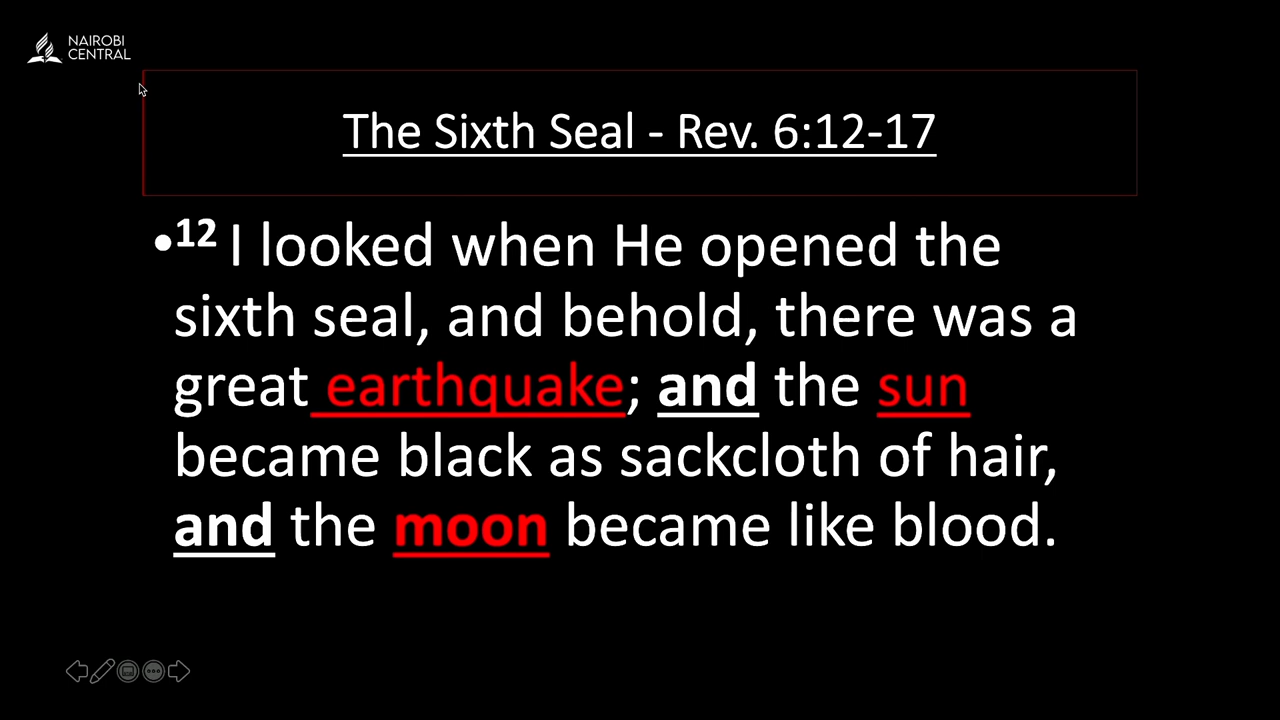 NAIROBI
CENTRAL
The Sixth Seal - Rev. 6:12-17
•12 I looked when He opened the
sixth seal, and behold, there was a
great earthquake; and the sun
became black as sackcloth of hair,
and the moon became like blood.